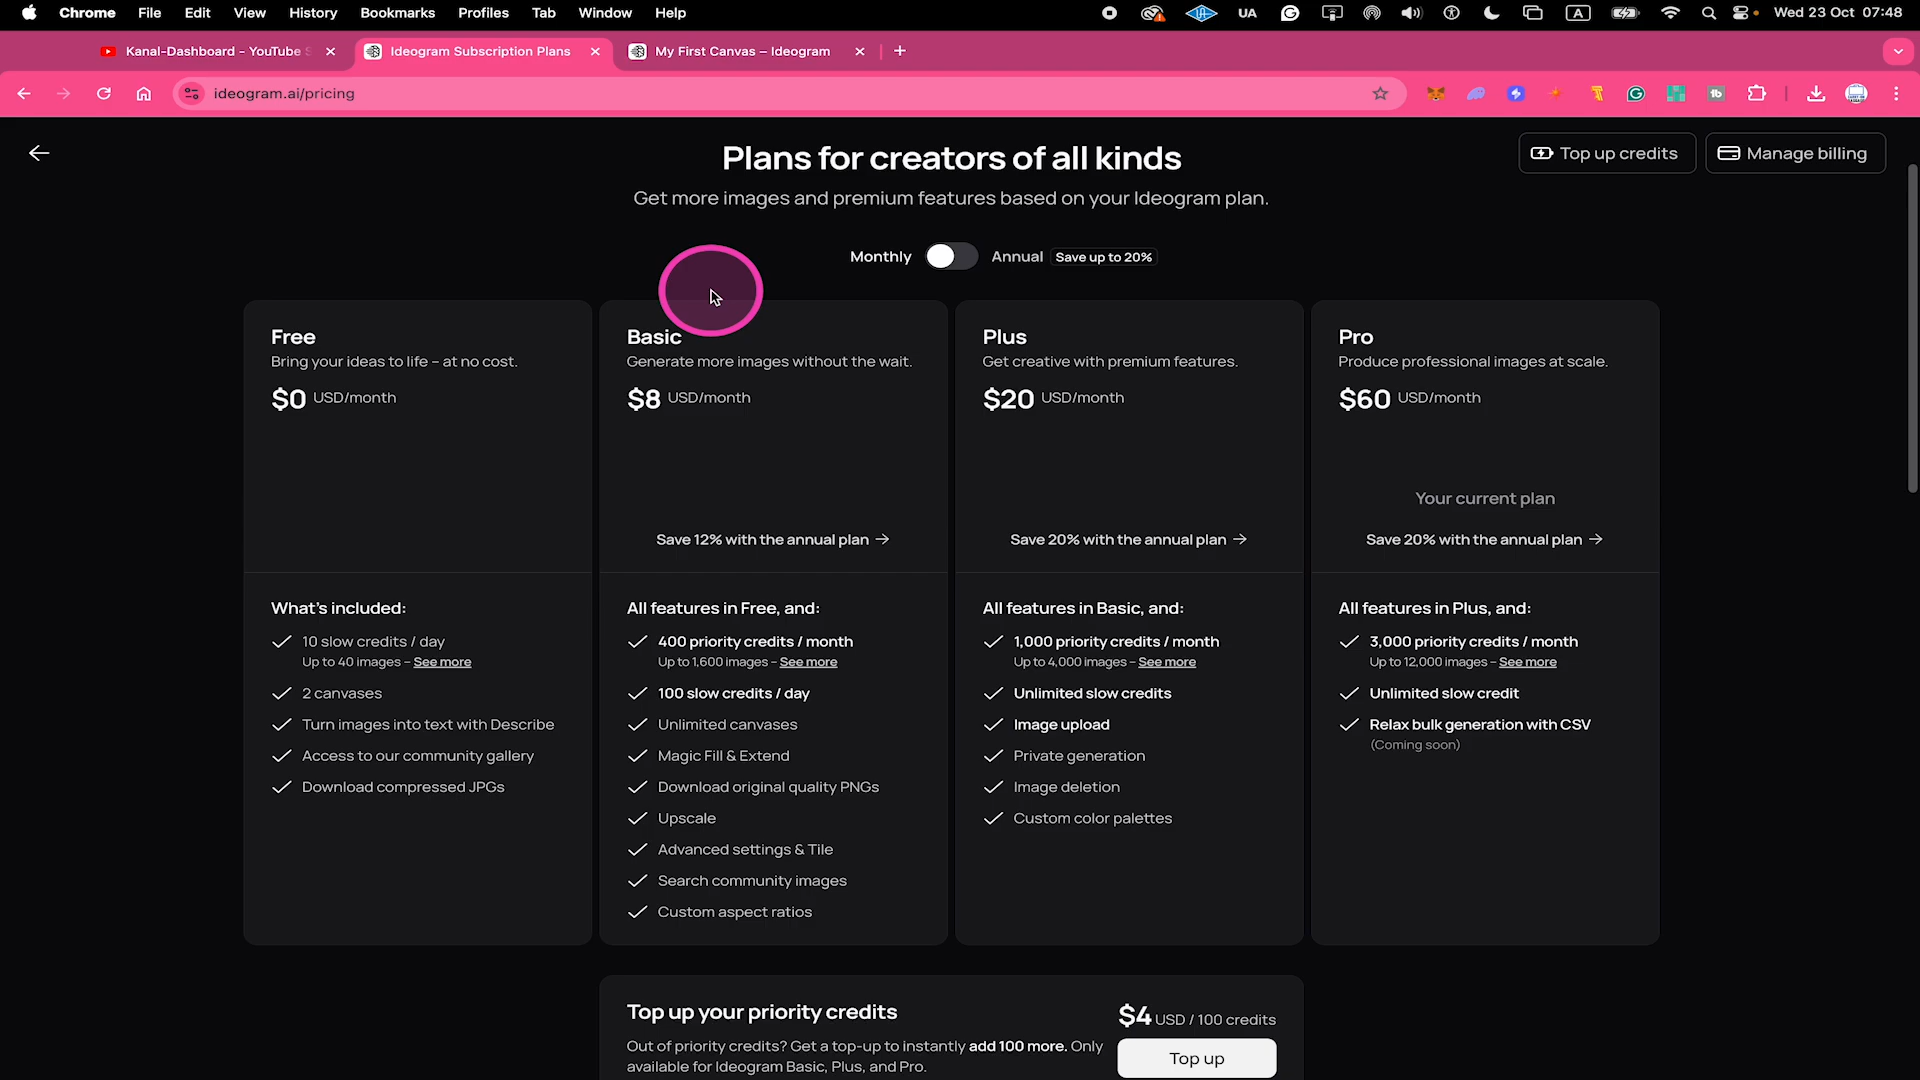 Chrome File Edit View History Bookmarks Profiles Tab Window Help UA A Wed 23 Oct 07:48
Kanal-Dashboard - YouTube S
Ideogram Subscription Plans
My First Canvas – Ideogram
ideogram.ai/pricing
Plans for creators of all kinds
Top up credits
Manage billing
Get more images and premium features based on your Ideogram plan.
Monthly Annual Save up to 20%
Free
Bring your ideas to life – at no cost.
$0 USD/month
What's included:
10 slow credits / day
Up to 40 images – See more
2 canvases
Turn images into text with Describe
Access to our community gallery
Download compressed JPGs
Basic
Generate more images without the wait.
$8 USD/month
Save 12% with the annual plan →
All features in Free, and:
400 priority credits / month
Up to 1,600 images – See more
100 slow credits / day
Unlimited canvases
Magic Fill & Extend
Download original quality PNGs
Upscale
Advanced settings & Tile
Search community images
Custom aspect ratios
Plus
Get creative with premium features.
$20 USD/month
Save 20% with the annual plan →
All features in Basic, and:
1,000 priority credits / month
Up to 4,000 images – See more
Unlimited slow credits
Image upload
Private generation
Image deletion
Custom color palettes
Pro
Produce professional images at scale.
$60 USD/month
Your current plan
Save 20% with the annual plan →
All features in Plus, and:
3,000 priority credits / month
Up to 12,000 images – See more
Unlimited slow credit
Relax bulk generation with CSV
(Coming soon)
Top up your priority credits
Out of priority credits? Get a top-up to instantly add 100 more. Only
available for Ideogram Basic, Plus, and Pro.
$4 USD / 100 credits
Top up